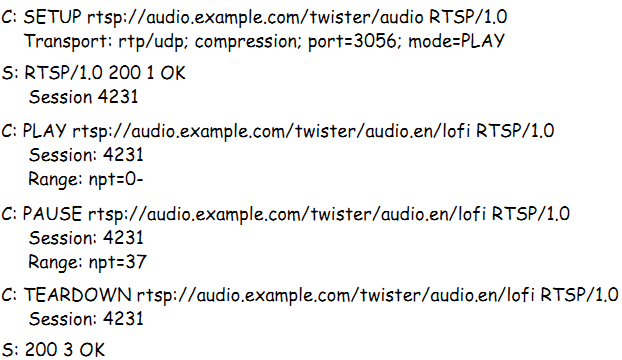 C: SETUP rtsp://audio.example.com/twister/audio RTSP/1.0
Transport: rtp/udp; compression; port=3056; mode=PLAY
S: RTSP/1.0 200 1 OK
Session 4231
C: PLAY rtsp://audio.example.com/twister/audio.en/lofi RTSP/1.0
Session: 4231
Range: npt=0-
C: PAUSE rtsp://audio.example.com/twister/audio.en/lofi RTSP/1.0
Session: 4231
Range: npt=37
C: TEARDOWN rtsp://audio.example.com/twister/audio.en/lofi RTSP/1.0
Session: 4231
S: 200 3 OK